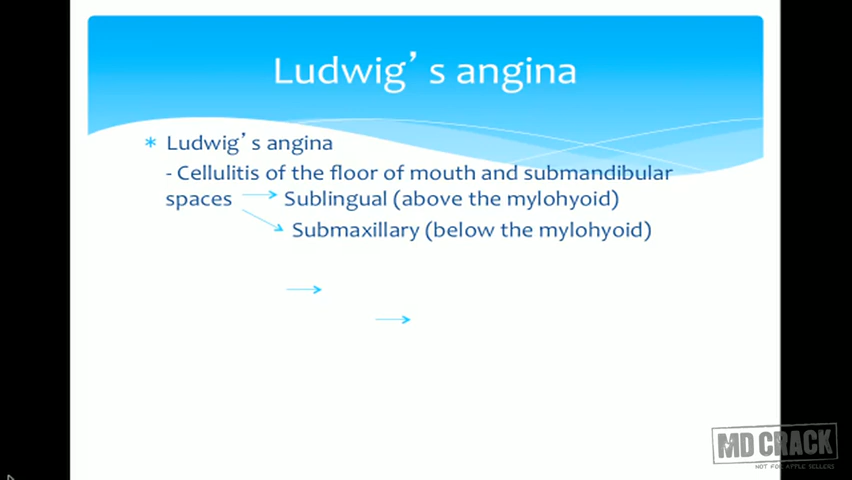 Ludwig’s angina
* Ludwig’s angina
- Cellulitis of the floor of mouth and submandibular
spaces → Sublingual (above the mylohyoid)
Submaxillary (below the mylohyoid)
MD CRACK
NOT FOR APPLE SELLERS